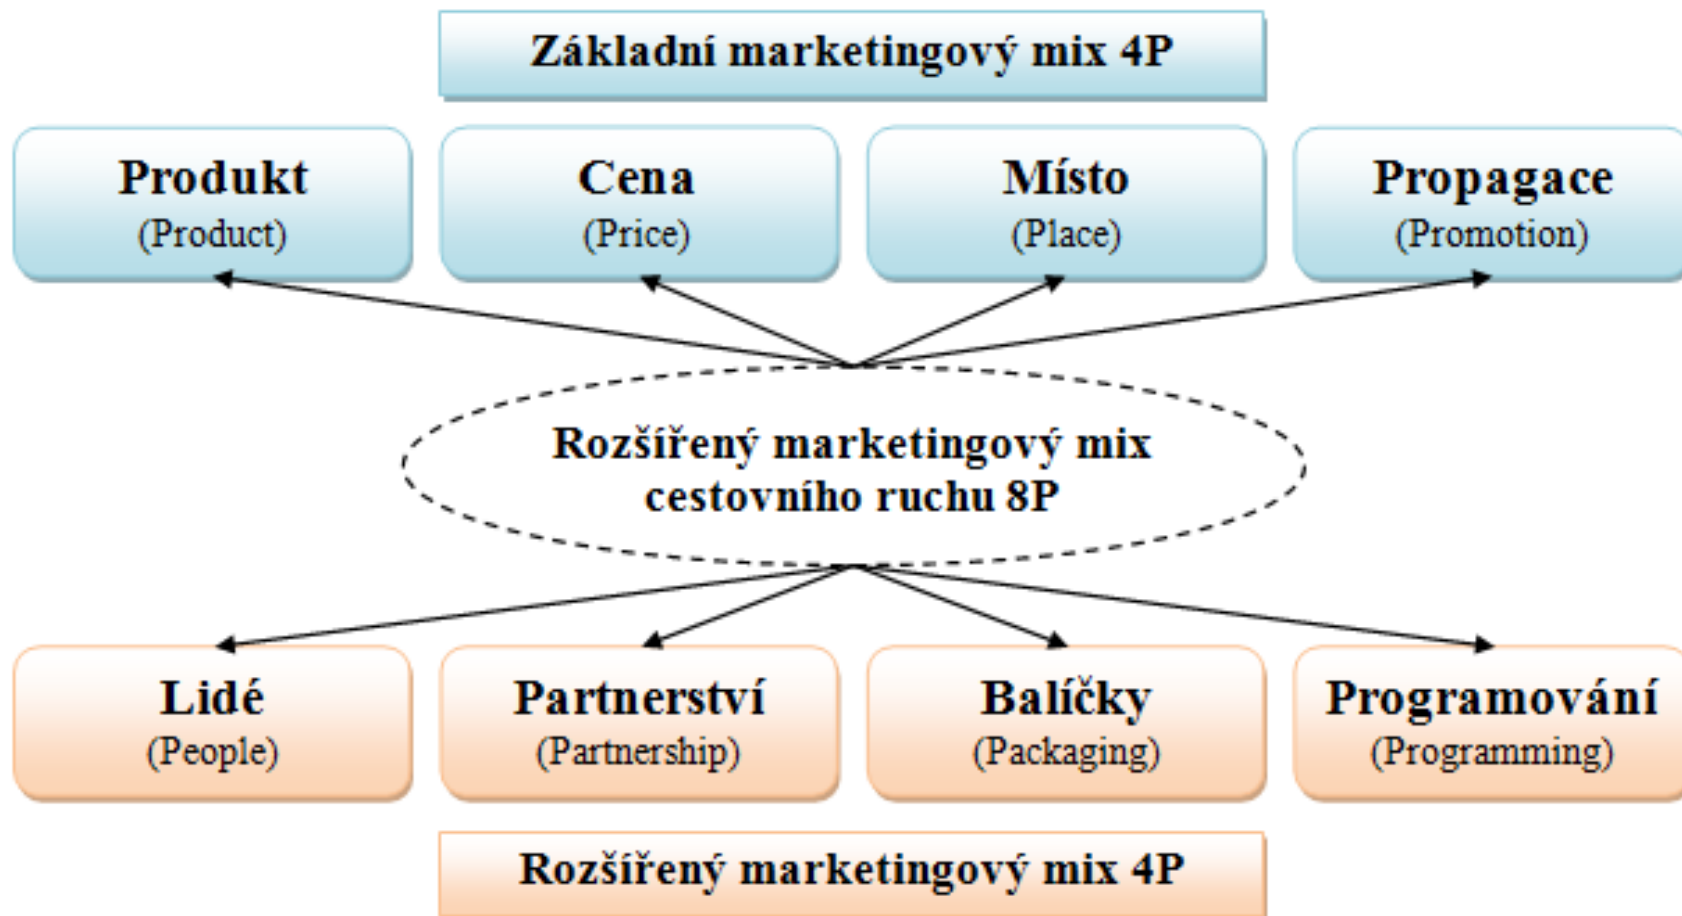 Základní marketingový mix 4P
Produkt
(Product)
Cena
(Price)
Místo
(Place)
Propagace
(Promotion)
Rozšířený marketingový mix
cestovního ruchu 8P
Lidé
(People)
Partnerství
(Partnership)
Balíčky
(Packaging)
Programování
(Programming)
Rozšířený marketingový mix 4P